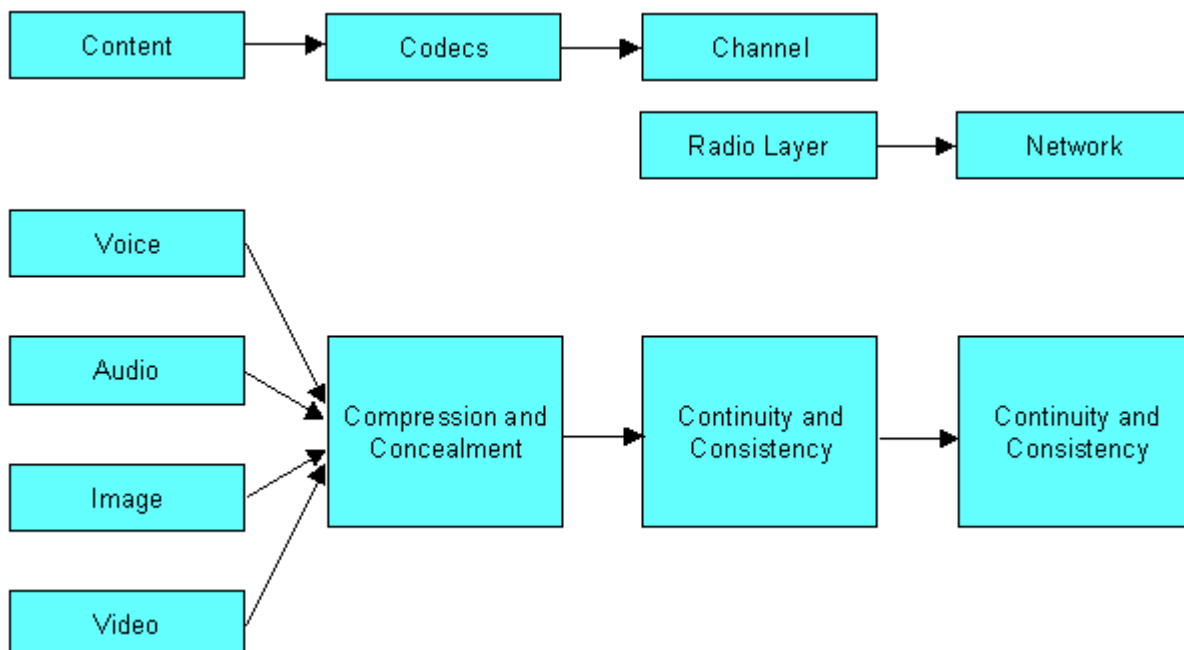 Content
Codecs
Channel
Radio Layer
Network
Voice
Audio
Compression and
Concealment
Continuity and
Consistency
Continuity and
Consistency
Image
Video